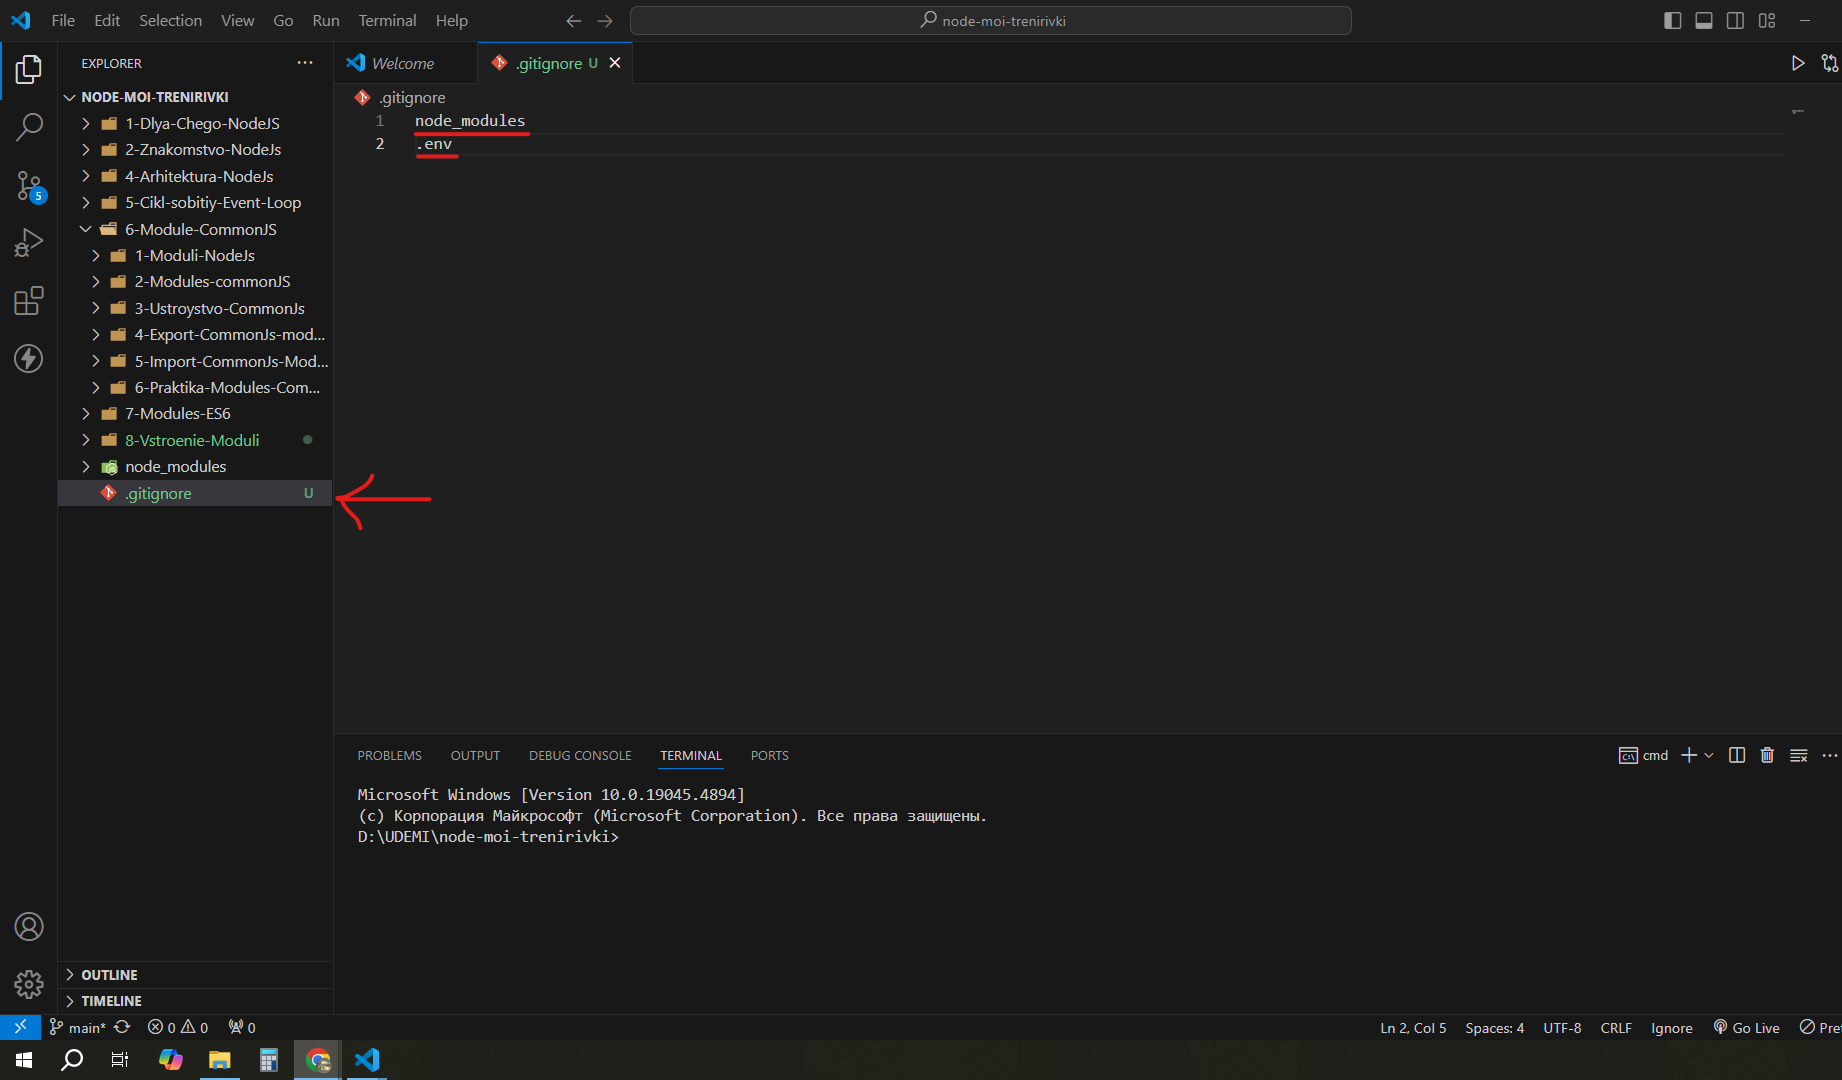 File Edit Selection View Go Run Terminal Help
node-moi-trenirivki
EXPLORER
NODE-MOI-TRENIRIVKI
1-Dlya-Chego-NodeJS
2-Znakomstvo-NodeJs
4-Arhitektura-NodeJs
5-Cikl-sobitiy-Event-Loop
6-Module-CommonJS
1-Moduli-NodeJs
2-Modules-commonJS
3-Ustroystvo-CommonJs
4-Export-CommonJs-mod...
5-Import-CommonJs-Mod...
6-Praktika-Modules-Com...
7-Modules-ES6
8-Vstroenie-Moduli
node_modules
.gitignore U
5
OUTLINE
TIMELINE
Welcome
.gitignore U
.gitignore
1 node_modules
2 .env
PROBLEMS OUTPUT DEBUG CONSOLE TERMINAL PORTS
cmd
Microsoft Windows [Version 10.0.19045.4894]
(c) Корпорация Майкрософт (Microsoft Corporation). Все права защищены.
D:\UDEMI\node-moi-trenirivki>
main* 0 0 0
Ln 2, Col 5 Spaces: 4 UTF-8 CRLF Ignore Go Live Pre